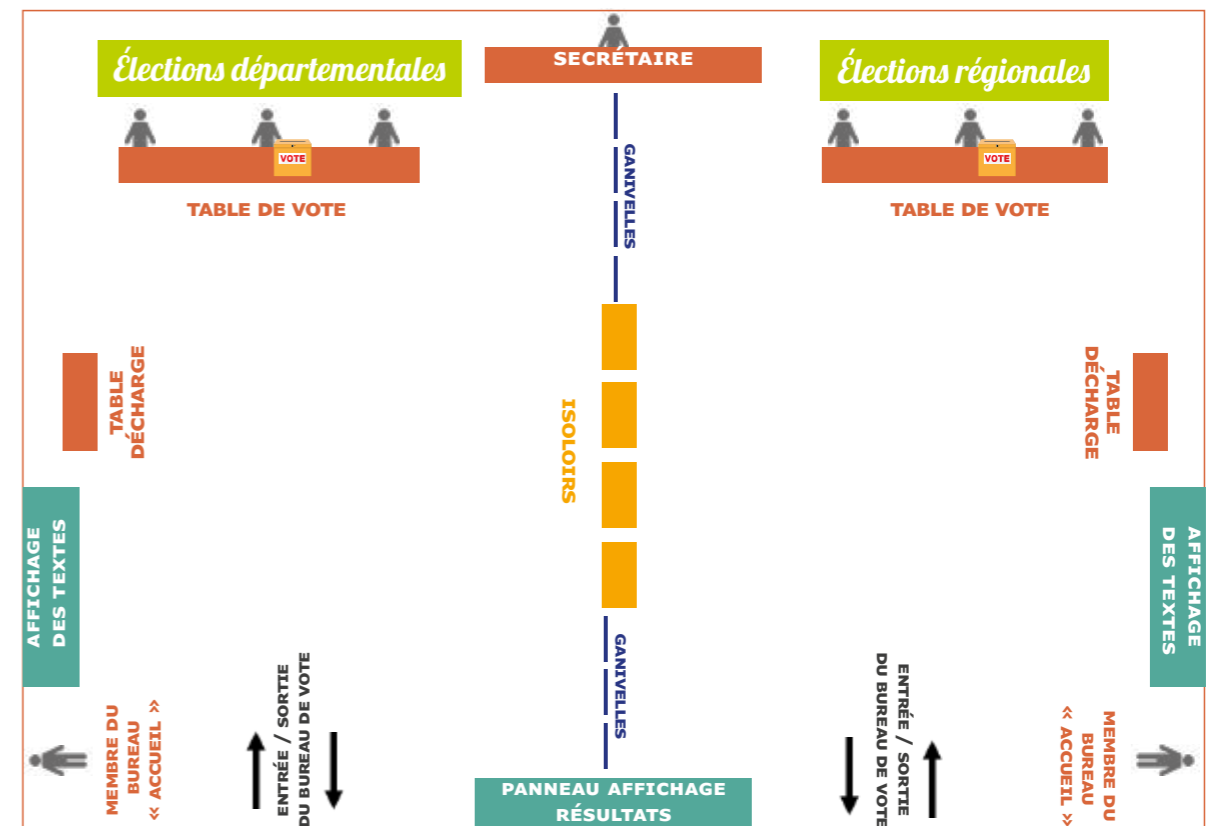 Élections départementales
SECRÉTAIRE
Élections régionales
VOTE
VOTE
TABLE DE VOTE
TABLE DE VOTE
GANIVELLES
TABLE
DÉCHARGE
ISOLOIRS
TABLE
DÉCHARGE
AFFICHAGE
DES TEXTES
AFFICHAGE
DES TEXTES
MEMBRE DU
BUREAU
« ACCUEIL »
ENTRÉE / SORTIE
DU BUREAU DE VOTE
GANIVELLES
ENTRÉE / SORTIE
DU BUREAU DE VOTE
MEMBRE DU
BUREAU
« ACCUEIL »
PANNEAU AFFICHAGE
RÉSULTATS